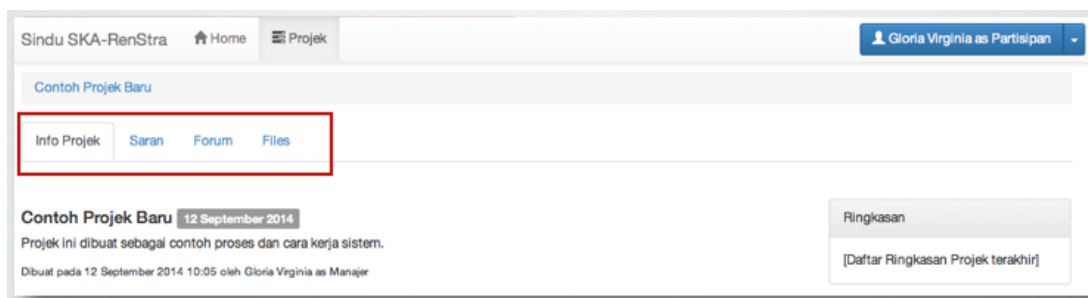 Sindu SKA-RenStra Home Projek Gloria Virginia as Partisipan
Contoh Projek Baru
Info Projek Saran Forum Files
Contoh Projek Baru 12 September 2014
Projek ini dibuat sebagai contoh proses dan cara kerja sistem.
Dibuat pada 12 September 2014 10:05 oleh Gloria Virginia as Manajer
Ringkasan
[Daftar Ringkasan Projek terakhir]